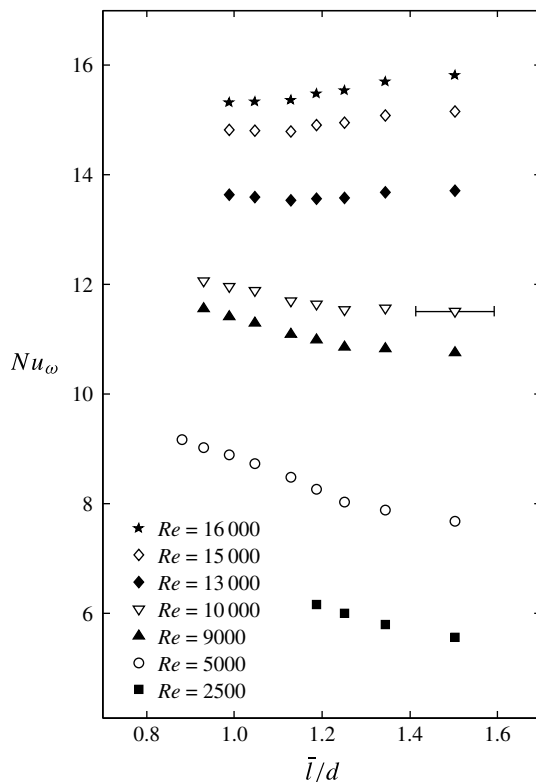 16
14
12
10
8
6
Nu_ω
★ Re = 16 000
◇ Re = 15 000
◆ Re = 13 000
▽ Re = 10 000
▲ Re = 9000
○ Re = 5000
■ Re = 2500
0.8 1.0 1.2 1.4 1.6
l̄/d